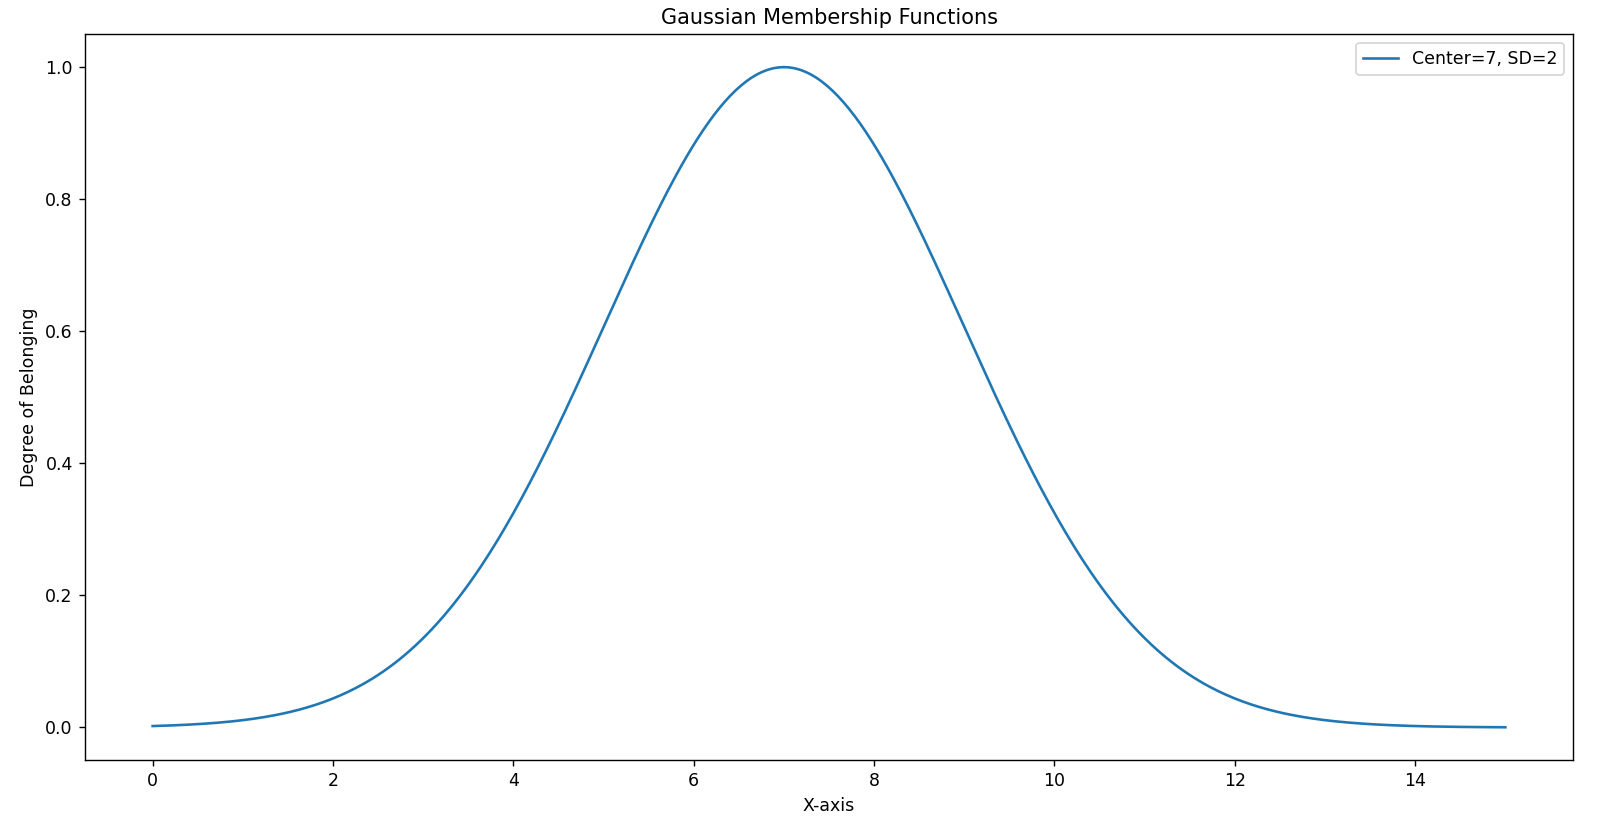 Gaussian Membership Functions
Center=7, SD=2
1.0
0.8
0.6
0.4
0.2
0.0
Degree of Belonging
0 2 4 6 8 10 12 14
X-axis